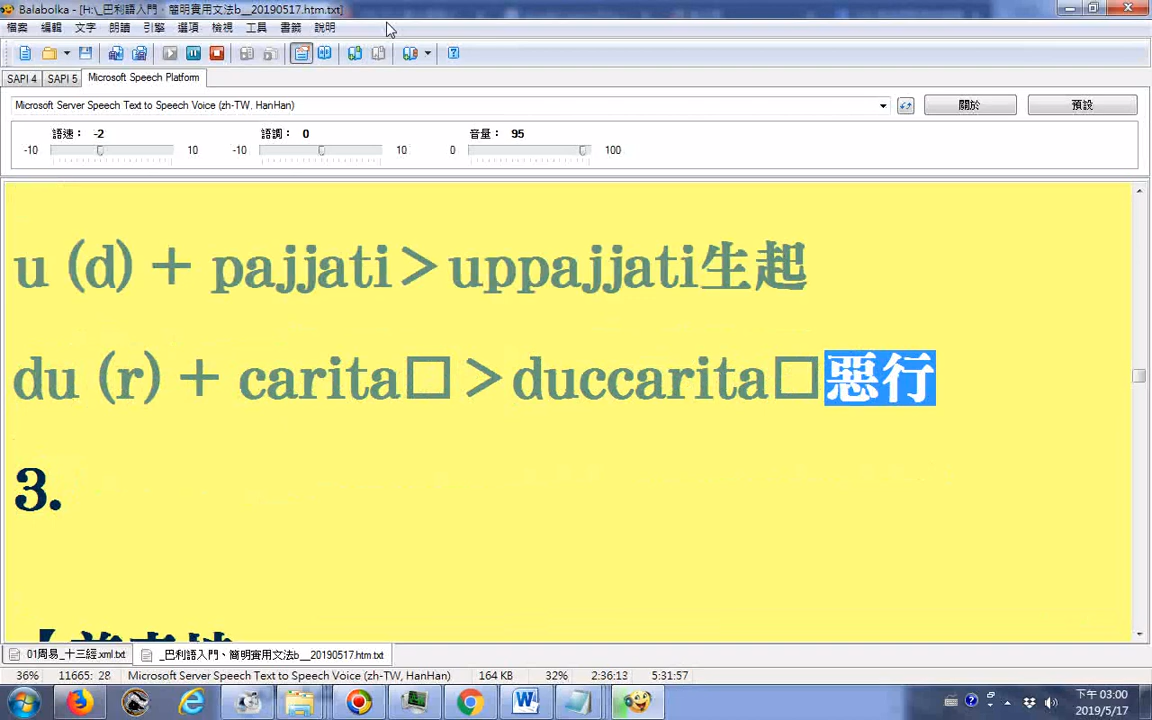 Balabolka - [H:\_巴利語入門、簡明實用文法b__20190517.htm.txt]
檔案 編輯 文字 朗讀 引擎 選項 檢視 工具 書籤 說明
SAPI 4 SAPI 5 Microsoft Speech Platform
Microsoft Server Speech Text to Speech Voice (zh-TW, HanHan) 關於 預設
語速： -2 語調： 0 音量： 95
-10 10 -10 10 0 100
u (d)＋pajjati＞uppajjati生起
du (r)＋carita□＞duccarita□惡行
3.
01周易_十三經.xml.txt _巴利語入門、簡明實用文法b__20190517.htm.txt
36% 11665: 28 Microsoft Server Speech Text to Speech Voice (zh-TW, HanHan) 164 KB 32% 2:36:13 5:31:57
下午 03:00
2019/5/17